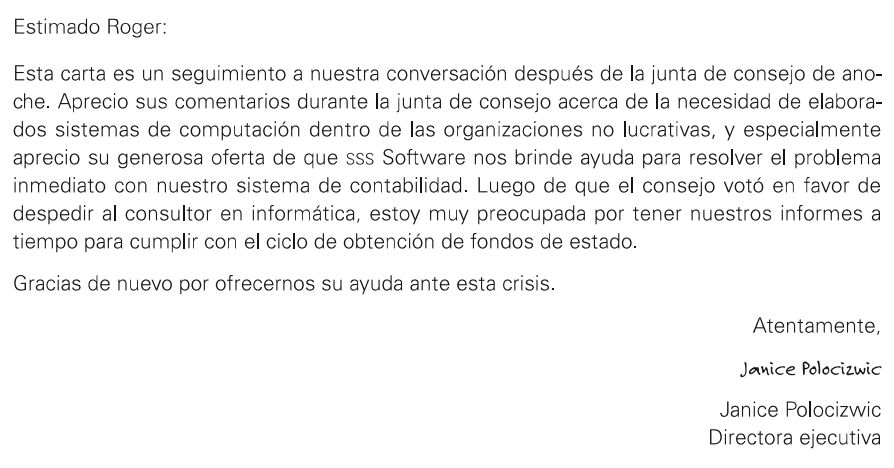 Estimado Roger:
Esta carta es un seguimiento a nuestra conversación después de la junta de consejo de ano-
che. Aprecio sus comentarios durante la junta de consejo acerca de la necesidad de elabora-
dos sistemas de computación dentro de las organizaciones no lucrativas, y especialmente
aprecio su generosa oferta de que sss Software nos brinde ayuda para resolver el problema
inmediato con nuestro sistema de contabilidad. Luego de que el consejo votó en favor de
despedir al consultor en informática, estoy muy preocupada por tener nuestros informes a
tiempo para cumplir con el ciclo de obtención de fondos de estado.
Gracias de nuevo por ofrecernos su ayuda ante esta crisis.
Atentamente,
Janice Polocizwic
Janice Polocizwic
Directora ejecutiva